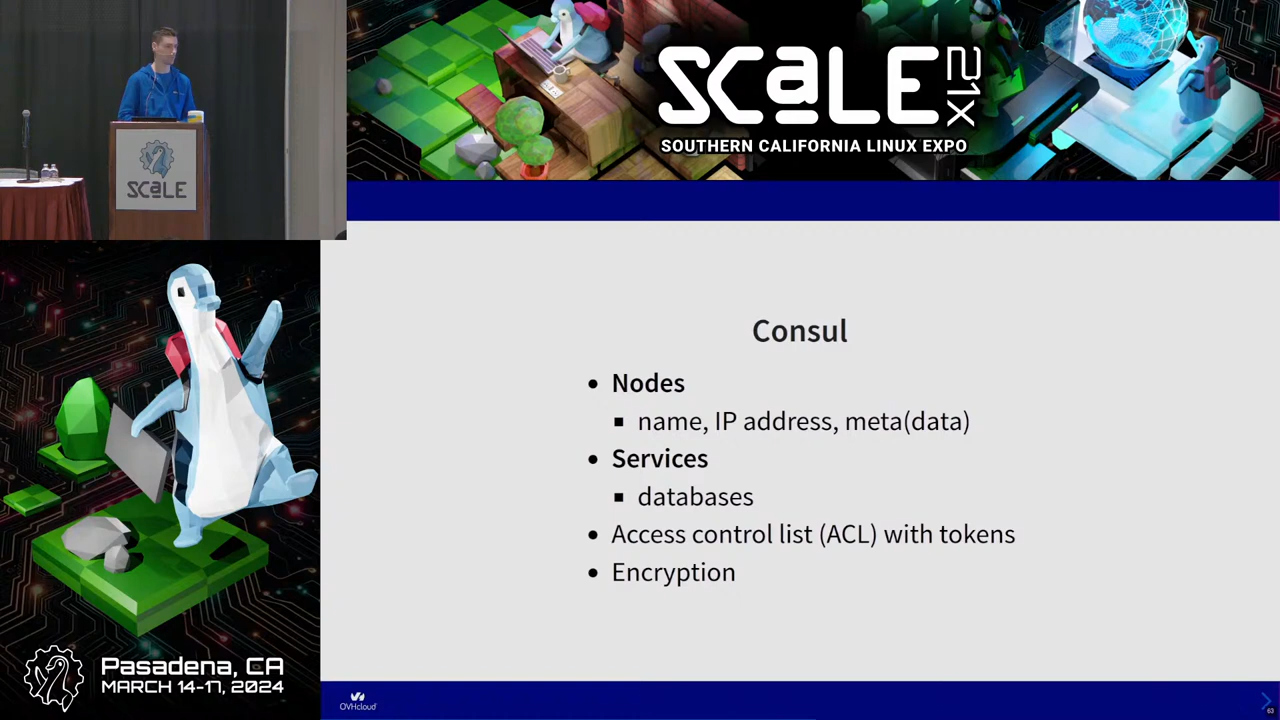 SCALE
SCALE
21X
SOUTHERN CALIFORNIA LINUX EXPO
Consul
Nodes
name, IP address, meta(data)
Services
databases
Access control list (ACL) with tokens
Encryption
Pasadena, CA
MARCH 14-17, 2024
OVHcloud
63